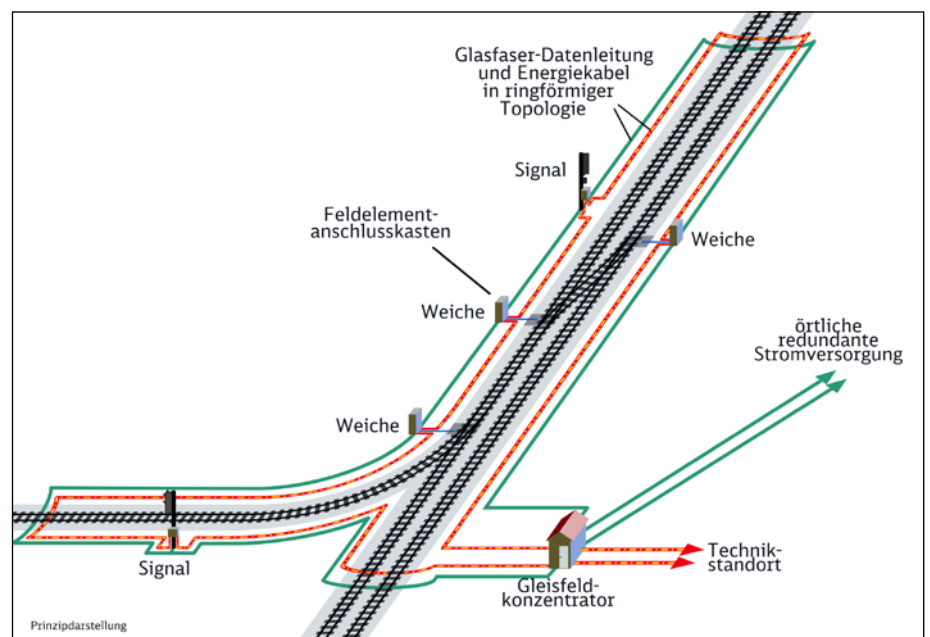 Glasfaser-Datenleitung
und Energiekabel
in ringförmiger
Topologie
Signal
Feldelement-
anschlusskasten
Weiche
Weiche
örtliche
redundante
Stromversorgung
Weiche
Signal
Technik-
standort
Gleisfeld-
konzentrator
Prinzipdarstellung